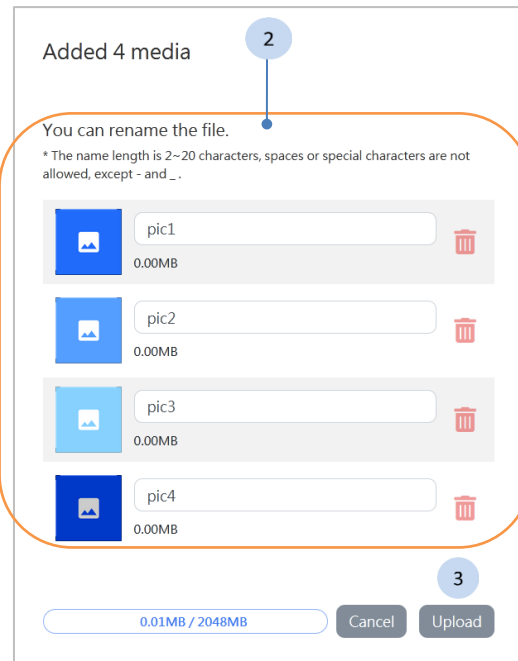 2
Added 4 media
You can rename the file.
* The name length is 2~20 characters, spaces or special characters are not
allowed, except - and _ .
pic1
0.00MB
pic2
0.00MB
pic3
0.00MB
pic4
0.00MB
3
0.01MB / 2048MB
Cancel
Upload